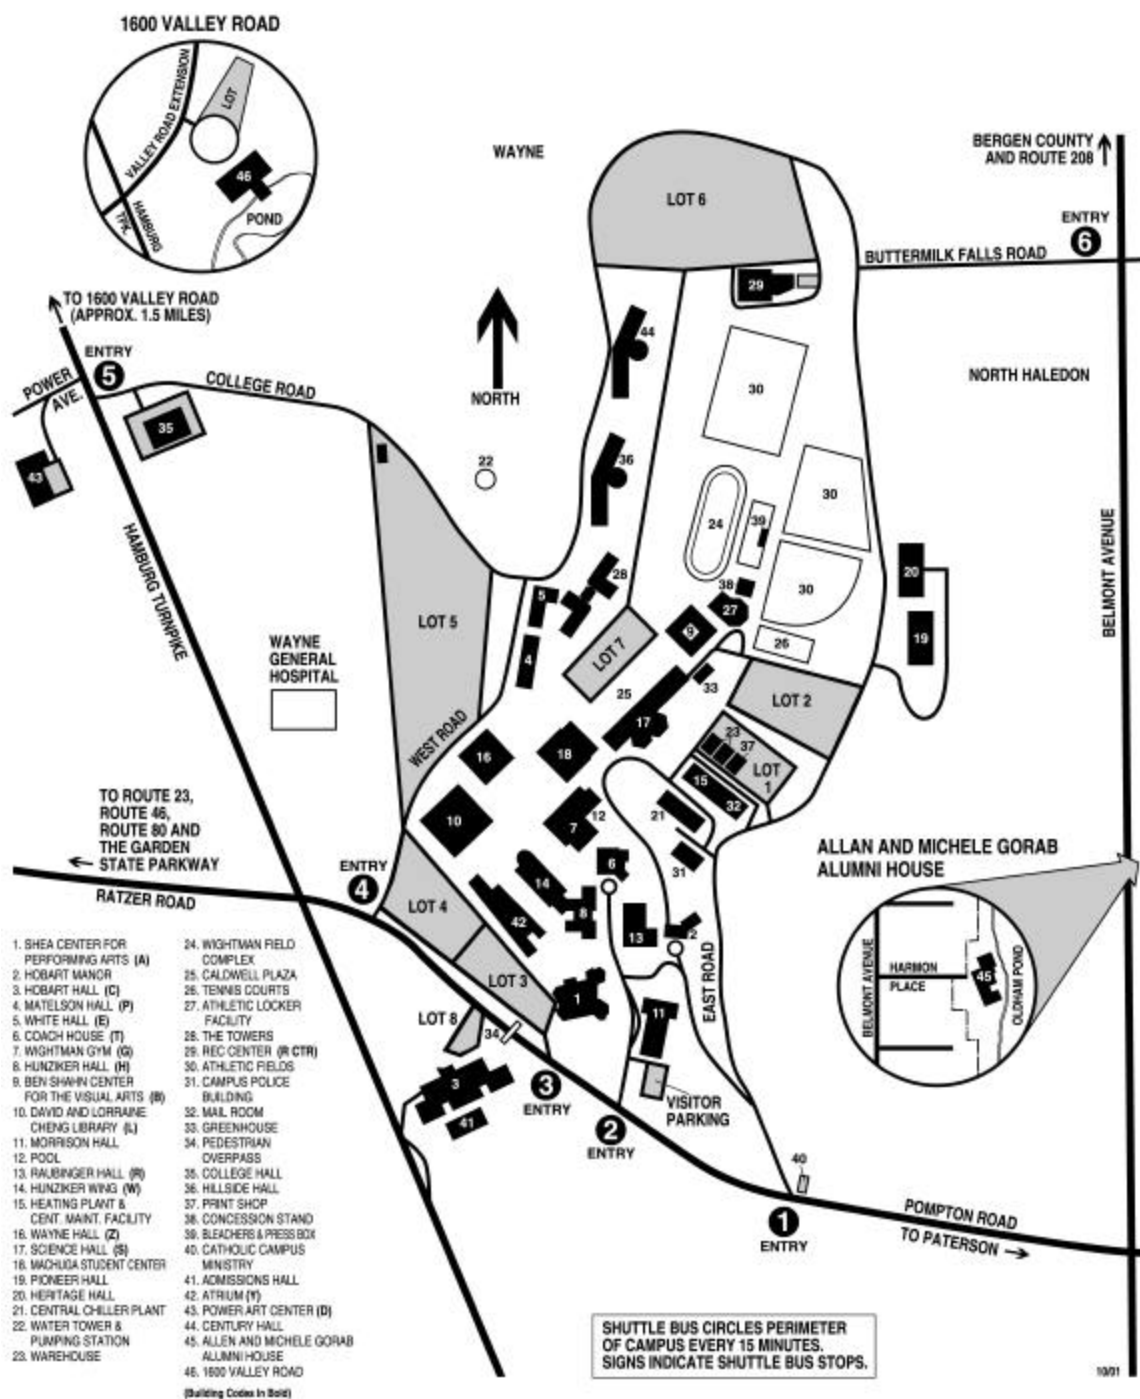 1600 VALLEY ROAD
VALLEY ROAD EXTENSION
LOT
46
POND
HAMBURG
TPK.
WAYNE
LOT 6
BERGEN COUNTY
AND ROUTE 208
ENTRY
6
BUTTERMILK FALLS ROAD
29
TO 1600 VALLEY ROAD
(APPROX. 1.5 MILES)
ENTRY
5
POWER
AVE.
COLLEGE ROAD
NORTH
44
30
NORTH HALEDON
35
43
22
36
24
39
30
HAMBURG TURNPIKE
BELMONT AVENUE
28
38
27
30
20
5
LOT 5
WAYNE
GENERAL
HOSPITAL
4
LOT 7
9
26
19
25
33
LOT 2
17
WEST ROAD
16
18
23
37
LOT
1
15
32
TO ROUTE 23,
ROUTE 46,
ROUTE 80 AND
THE GARDEN
STATE PARKWAY
10
12
7
21
31
ENTRY
4
RATZER ROAD
14
6
LOT 4
42
8
13
2
EAST ROAD
LOT 3
1
11
LOT 8
34
3
41
3
ENTRY
2
ENTRY
VISITOR
PARKING
40
1
ENTRY
POMPTON ROAD
TO PATERSON
ALLAN AND MICHELE GORAB
ALUMNI HOUSE
BELMONT AVENUE
HARMON
PLACE
45
OLDHAM POND
1. SHEA CENTER FOR
PERFORMING ARTS (A)
2. HOBART MANOR
3. HOBART HALL (C)
4. MATELSON HALL (P)
5. WHITE HALL (E)
6. COACH HOUSE (T)
7. WIGHTMAN GYM (G)
8. HUNZIKER HALL (H)
9. BEN SHAHN CENTER
FOR THE VISUAL ARTS (B)
10. DAVID AND LORRAINE
CHENG LIBRARY (L)
11. MORRISON HALL
12. POOL
13. RAUBINGER HALL (R)
14. HUNZIKER WING (W)
15. HEATING PLANT &
CENT. MAINT. FACILITY
16. WAYNE HALL (Z)
17. SCIENCE HALL (S)
18. MACHUGA STUDENT CENTER
19. PIONEER HALL
20. HERITAGE HALL
21. CENTRAL CHILLER PLANT
22. WATER TOWER &
PUMPING STATION
23. WAREHOUSE
24. WIGHTMAN FIELD
COMPLEX
25. CALDWELL PLAZA
26. TENNIS COURTS
27. ATHLETIC LOCKER
FACILITY
28. THE TOWERS
29. REC CENTER (R CTR)
30. ATHLETIC FIELDS
31. CAMPUS POLICE
BUILDING
32. MAIL ROOM
33. GREENHOUSE
34. PEDESTRIAN
OVERPASS
35. COLLEGE HALL
36. HILLSIDE HALL
37. PRINT SHOP
38. CONCESSION STAND
39. BLEACHERS & PRESS BOX
40. CATHOLIC CAMPUS
MINISTRY
41. ADMISSIONS HALL
42. ATRIUM (Y)
43. POWER ART CENTER (D)
44. CENTURY HALL
45. ALLEN AND MICHELE GORAB
ALUMNI HOUSE
46. 1600 VALLEY ROAD
(Building Codes In Bold)
SHUTTLE BUS CIRCLES PERIMETER
OF CAMPUS EVERY 15 MINUTES.
SIGNS INDICATE SHUTTLE BUS STOPS.
10/01